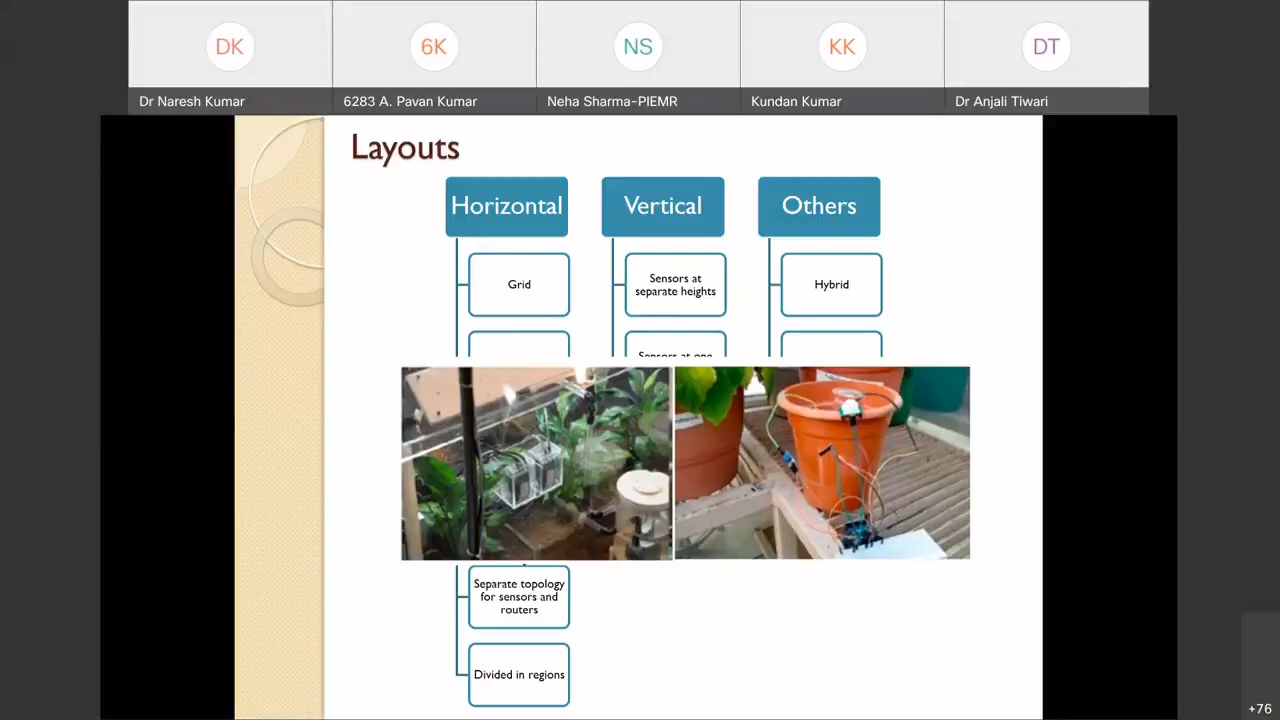 DK
6K
NS
KK
DT
Dr Naresh Kumar
6283 A. Pavan Kumar
Neha Sharma-PIEMR
Kundan Kumar
Dr Anjali Tiwari
Layouts
Horizontal
Vertical
Others
Grid
Sensors at
separate heights
Hybrid
Sensors at one
Separate topology
for sensors and
routers
Divided in regions
+76